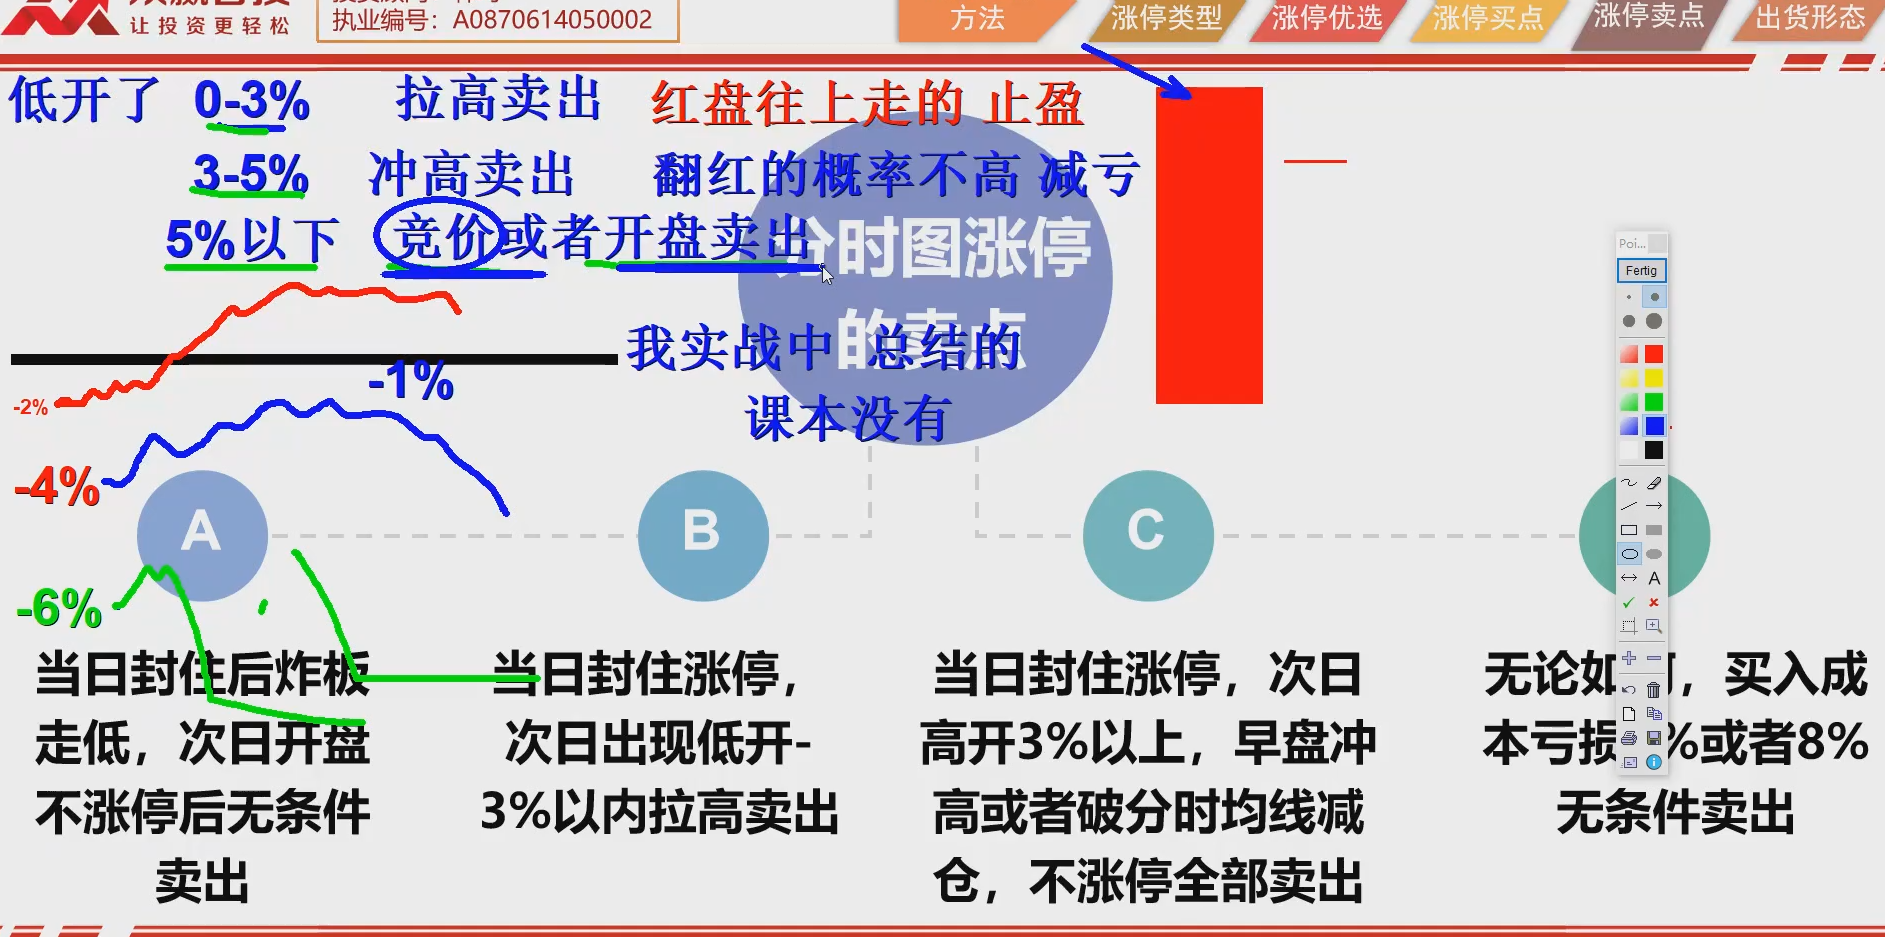 让投资更轻松
执业编号：A0870614050002
方法
涨停类型
涨停优选
涨停买点
涨停卖点
出货形态
低开了 0-3% 拉高卖出 红盘往上走的 止盈
3-5% 冲高卖出 翻红的概率不高 减亏
5%以下 竞价或者开盘卖出
分时图涨停
的卖点
我实战中 总结的
课本没有
-1%
-2%
-4%
-6%
A
B
C
当日封住后炸板
走低，次日开盘
不涨停后无条件
卖出
当日封住涨停，
次日出现低开-
3%以内拉高卖出
当日封住涨停，次日
高开3%以上，早盘冲
高或者破分时均线减
仓，不涨停全部卖出
无论如，买入成
本亏损%或者8%
无条件卖出
Poi...
Fertig
A